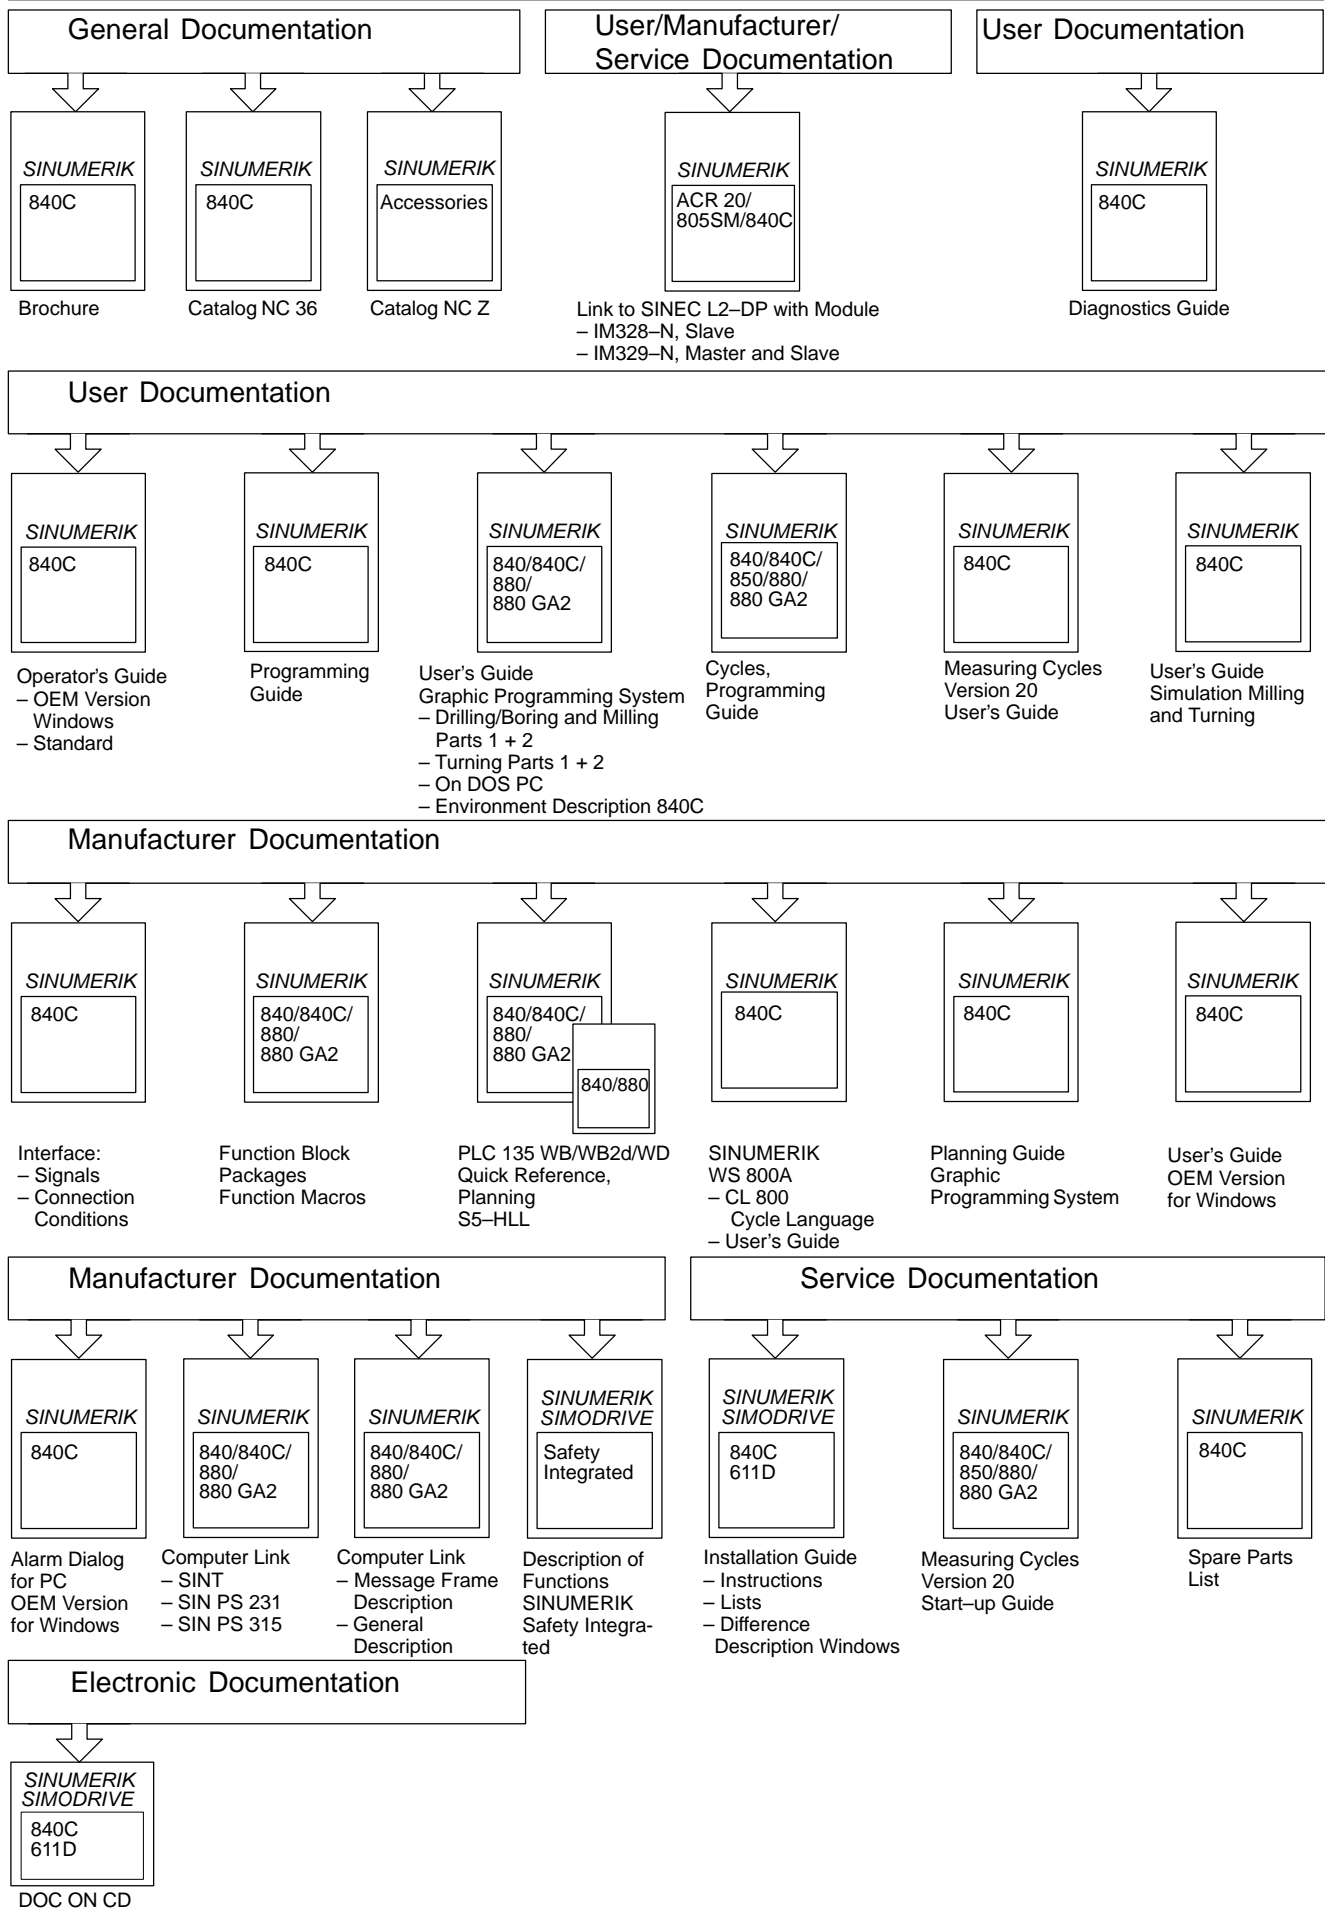 General Documentation
User/Manufacturer/
Service Documentation
User Documentation
SINUMERIK
840C
Brochure
SINUMERIK
840C
Catalog NC 36
SINUMERIK
Accessories
Catalog NC Z
SINUMERIK
ACR 20/
805SM/840C
Link to SINEC L2–DP with Module
– IM328–N, Slave
– IM329–N, Master and Slave
SINUMERIK
840C
Diagnostics Guide
User Documentation
SINUMERIK
840C
Operator's Guide
– OEM Version
Windows
– Standard
SINUMERIK
840C
Programming
Guide
SINUMERIK
840/840C/
880/
880 GA2
User's Guide
Graphic Programming System
– Drilling/Boring and Milling
Parts 1 + 2
– Turning Parts 1 + 2
– On DOS PC
– Environment Description 840C
SINUMERIK
840/840C/
850/880/
880 GA2
Cycles,
Programming
Guide
SINUMERIK
840C
Measuring Cycles
Version 20
User's Guide
SINUMERIK
840C
User's Guide
Simulation Milling
and Turning
Manufacturer Documentation
SINUMERIK
840C
Interface:
– Signals
– Connection
Conditions
SINUMERIK
840/840C/
880/
880 GA2
Function Block
Packages
Function Macros
SINUMERIK
840/840C/
880/
880 GA2
840/880
PLC 135 WB/WB2d/WD
Quick Reference,
Planning
S5–HLL
SINUMERIK
840C
SINUMERIK
WS 800A
– CL 800
Cycle Language
– User's Guide
SINUMERIK
840C
Planning Guide
Graphic
Programming System
SINUMERIK
840C
User's Guide
OEM Version
for Windows
Manufacturer Documentation
Service Documentation
SINUMERIK
840C
Alarm Dialog
for PC
OEM Version
for Windows
SINUMERIK
840/840C/
880/
880 GA2
Computer Link
– SINT
– SIN PS 231
– SIN PS 315
SINUMERIK
840/840C/
880/
880 GA2
Computer Link
– Message Frame
Description
– General
Description
SINUMERIK
SIMODRIVE
Safety
Integrated
Description of
Functions
SINUMERIK
Safety Integra-
ted
SINUMERIK
SIMODRIVE
840C
611D
Installation Guide
– Instructions
– Lists
– Difference
Description Windows
SINUMERIK
840/840C/
850/880/
880 GA2
Measuring Cycles
Version 20
Start–up Guide
SINUMERIK
840C
Spare Parts
List
Electronic Documentation
SINUMERIK
SIMODRIVE
840C
611D
DOC ON CD